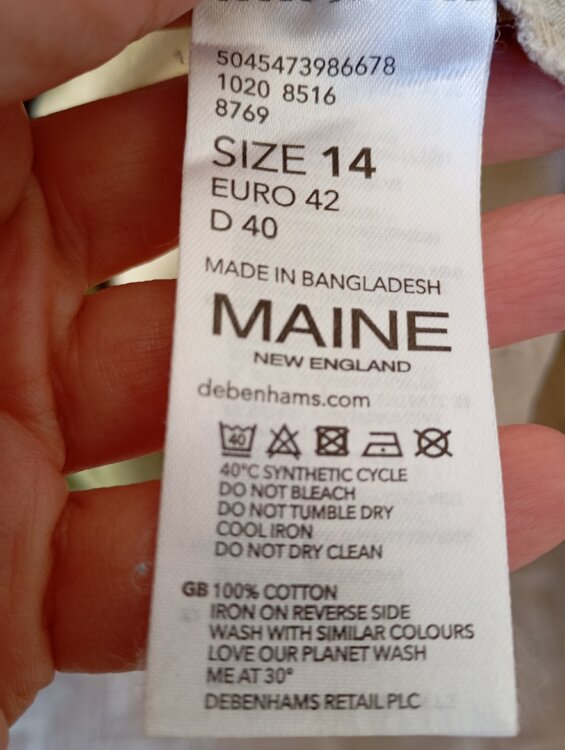 5045473986678
1020 8516
8769
SIZE 14
EURO 42
D 40
MADE IN BANGLADESH
MAINE
NEW ENGLAND
debenhams.com
40
40°C SYNTHETIC CYCLE
DO NOT BLEACH
DO NOT TUMBLE DRY
COOL IRON
DO NOT DRY CLEAN
GB 100% COTTON
IRON ON REVERSE SIDE
WASH WITH SIMILAR COLOURS
LOVE OUR PLANET WASH
ME AT 30°
DEBENHAMS RETAIL PLC